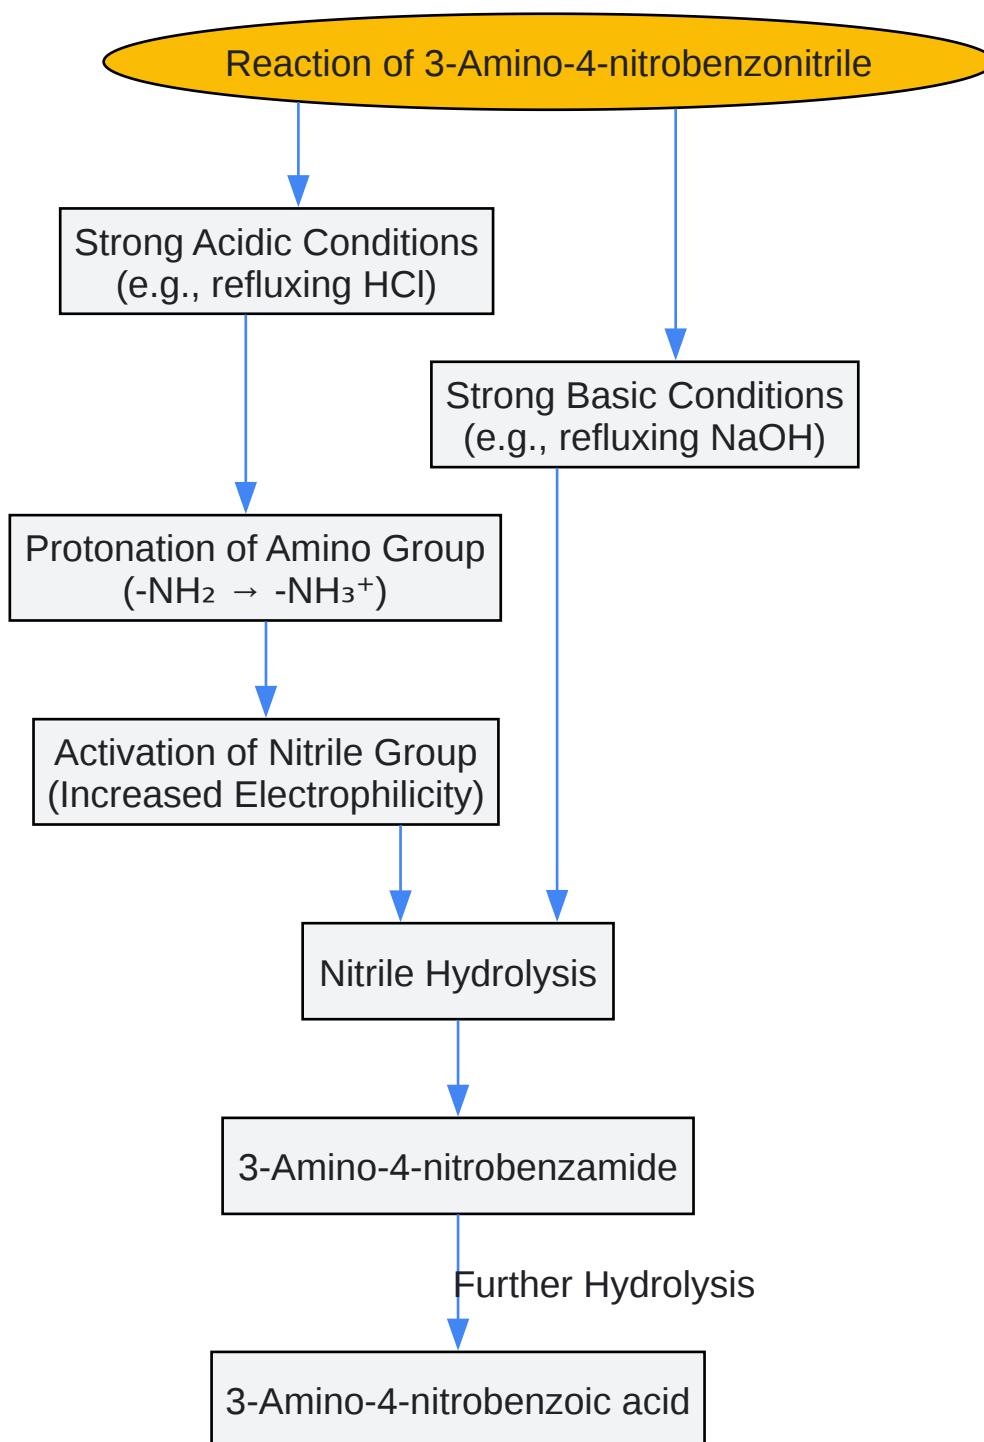 Reaction of 3-Amino-4-nitrobenzonitrile
Strong Acidic Conditions
(e.g., refluxing HCl)
Strong Basic Conditions
(e.g., refluxing NaOH)
Protonation of Amino Group
(-NH₂ → -NH₃⁺)
Activation of Nitrile Group
(Increased Electrophilicity)
Nitrile Hydrolysis
3-Amino-4-nitrobenzamide
Further Hydrolysis
3-Amino-4-nitrobenzoic acid